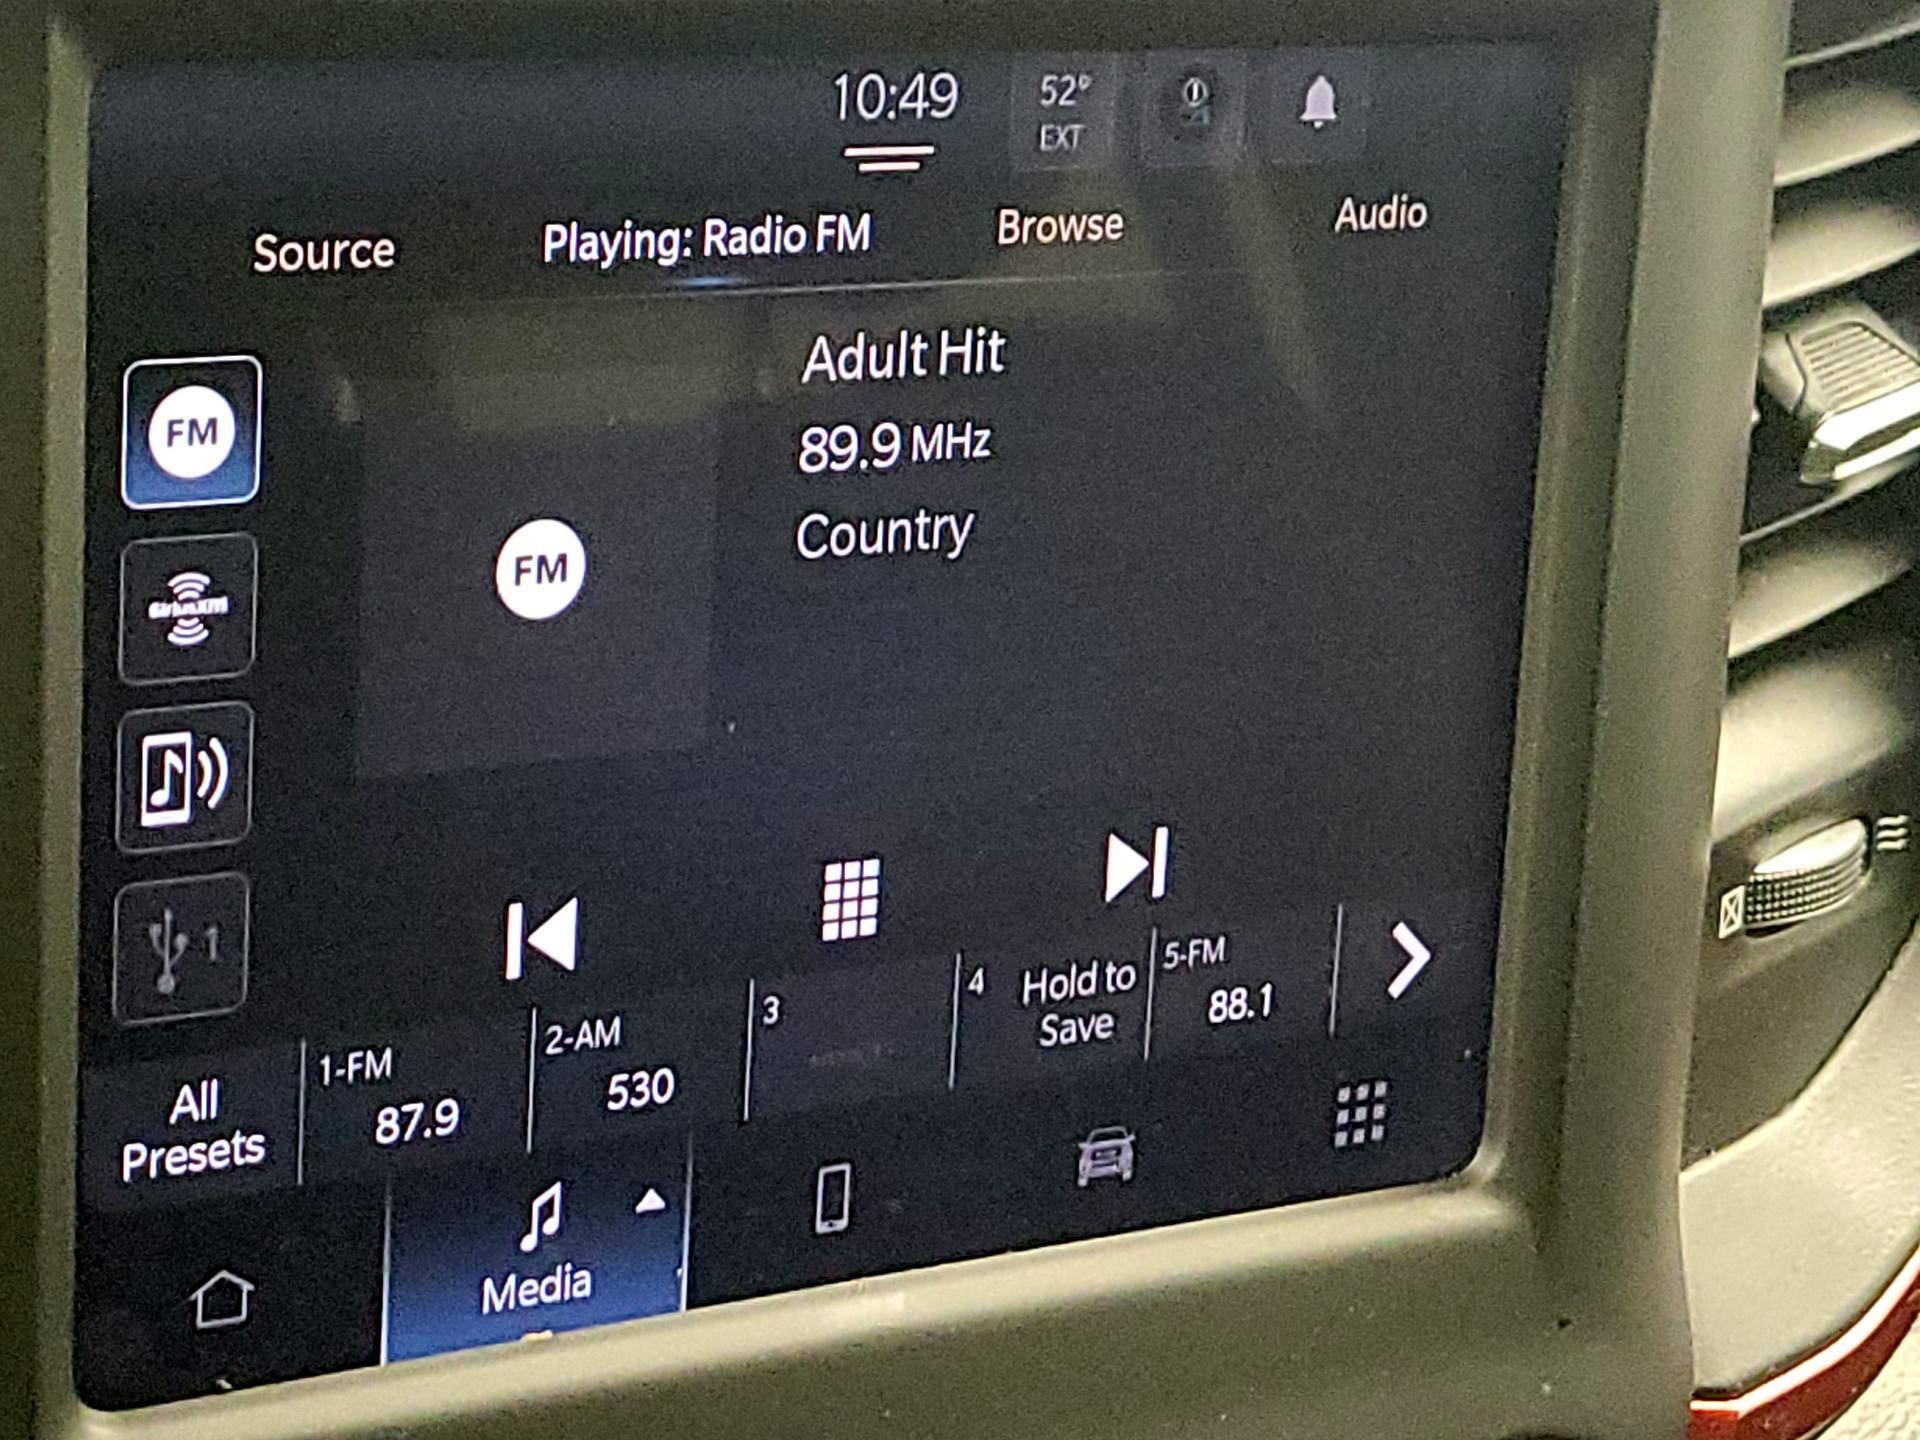 10:49
52°
EXT
Source
Playing: Radio FM
Browse
Audio
Adult Hit
FM
89.9 MHz
Country
FM
SiriusXM
1
All
Presets
1-FM
87.9
2-AM
530
3
4
Hold to
Save
5-FM
88.1
Media